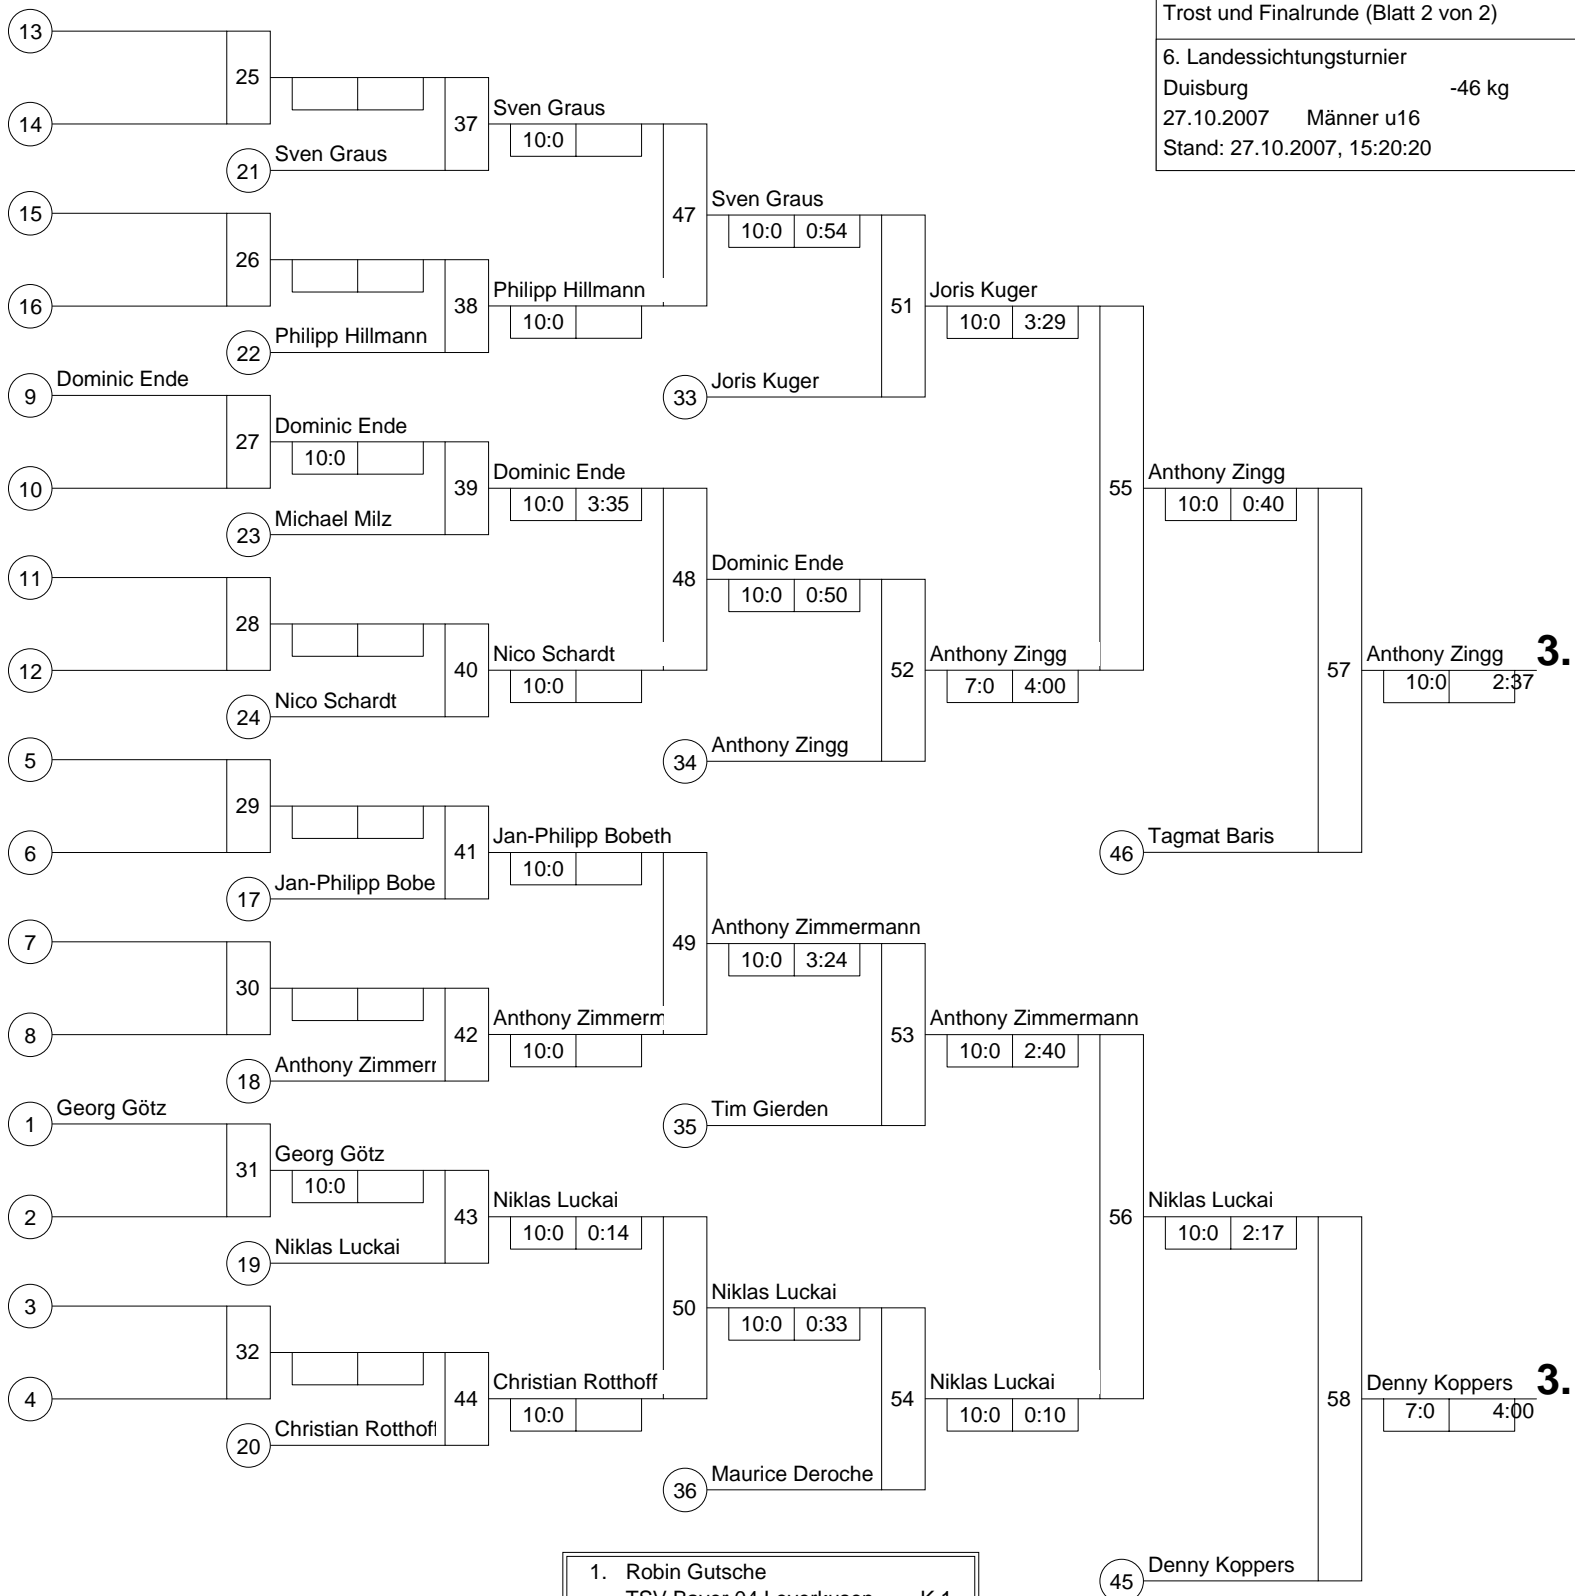 Trost und Finalrunde (Blatt 2 von 2)
6. Landessichtungsturnier
Duisburg -46 kg
27.10.2007 Männer u16
Stand: 27.10.2007, 15:20:20
13
25
14
37
Sven Graus
10:0
21 Sven Graus
15
47
Sven Graus
10:0 0:54
26
16
38
Philipp Hillmann
10:0
22 Philipp Hillmann
51
Joris Kuger
10:0 3:29
9 Dominic Ende
33 Joris Kuger
27
Dominic Ende
10:0
10
39
Dominic Ende
10:0 3:35
23 Michael Milz
55
Anthony Zingg
10:0 0:40
11
48
Dominic Ende
10:0 0:50
28
12
40
Nico Schardt
10:0
24 Nico Schardt
52
Anthony Zingg
7:0 4:00
57
Anthony Zingg 3.
10:0 2:37
5
34 Anthony Zingg
29
6
41
Jan-Philipp Bobeth
10:0
46 Tagmat Baris
17 Jan-Philipp Bobe
7
49
Anthony Zimmermann
10:0 3:24
30
8
42
Anthony Zimmerm
10:0
18 Anthony Zimmer
53
Anthony Zimmermann
10:0 2:40
1 Georg Götz
35 Tim Gierden
31
Georg Götz
10:0
2
43
Niklas Luckai
10:0 0:14
19 Niklas Luckai
56
Niklas Luckai
10:0 2:17
3
50
Niklas Luckai
10:0 0:33
32
4
44
Christian Rotthoff
10:0
20 Christian Rotthof
54
Niklas Luckai
10:0 0:10
58
Denny Koppers 3.
7:0 4:00
36 Maurice Deroche
1. Robin Gutsche
TSV Bayer 04 Leverkusen K 1
45 Denny Koppers